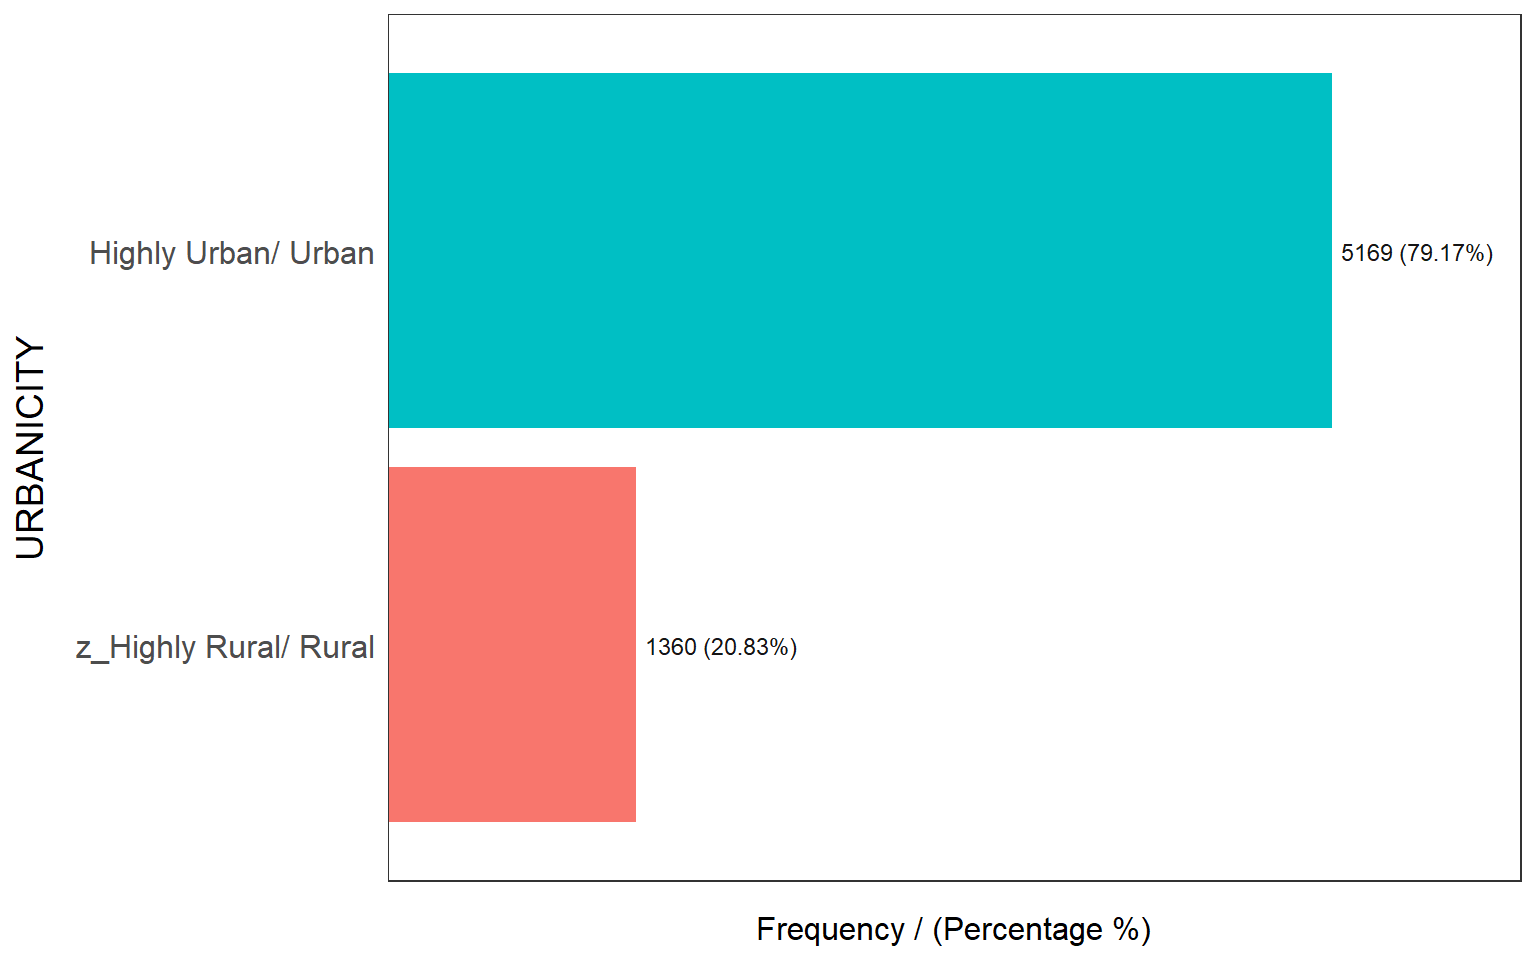 URBANICITY
Highly Urban/ Urban
5169 (79.17%)
z_Highly Rural/ Rural
1360 (20.83%)
Frequency / (Percentage %)